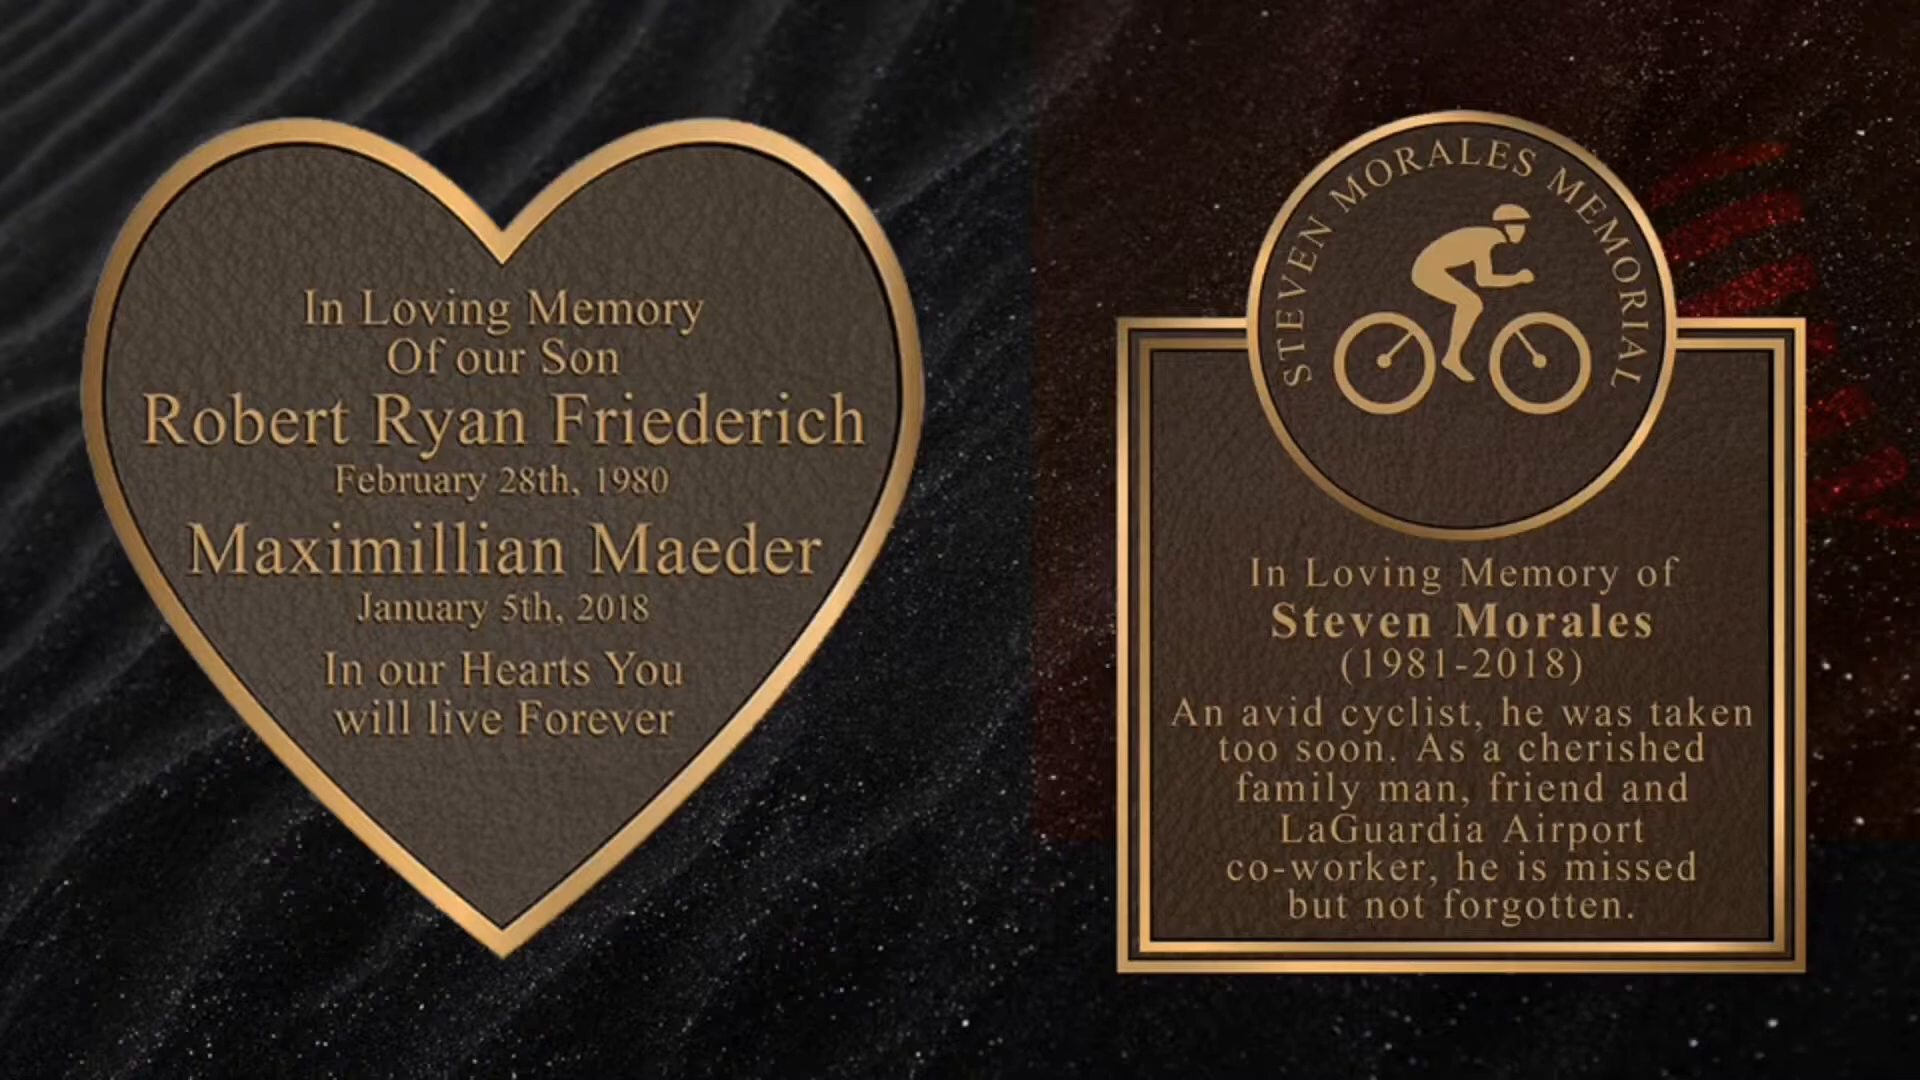 In Loving Memory
Of our Son
Robert Ryan Friederich
February 28th, 1980
Maximillian Maeder
January 5th, 2018
In our Hearts You
will live Forever
STEVEN MORALES MEMORIAL
In Loving Memory of
Steven Morales
(1981-2018)
An avid cyclist, he was taken
too soon. As a cherished
family man, friend and
LaGuardia Airport
co-worker, he is missed
but not forgotten.